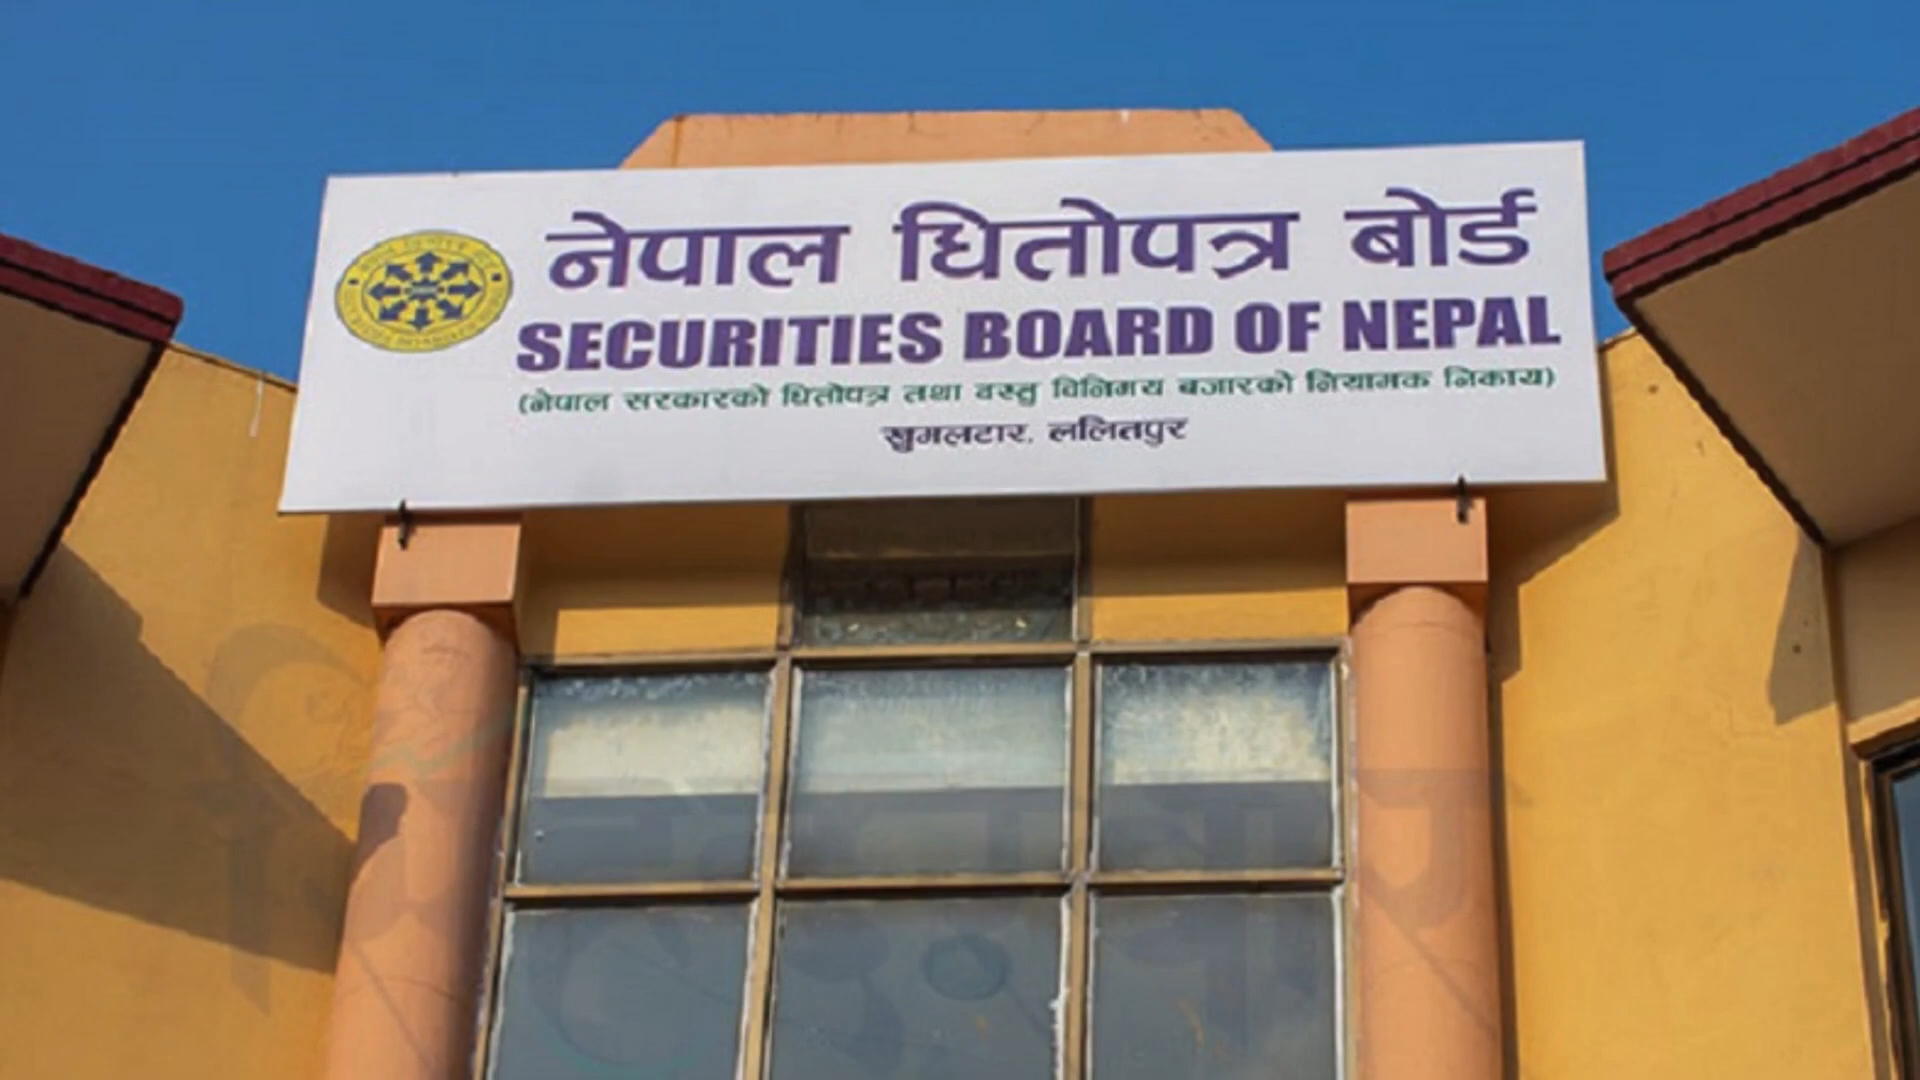 नेपाल धितोपत्र बोर्ड
SECURITIES BOARD OF NEPAL
(नेपाल सरकारको धितोपत्र तथा वस्तु विनिमय बजारको नियामक निकाय)
खुमलटार, ललितपुर